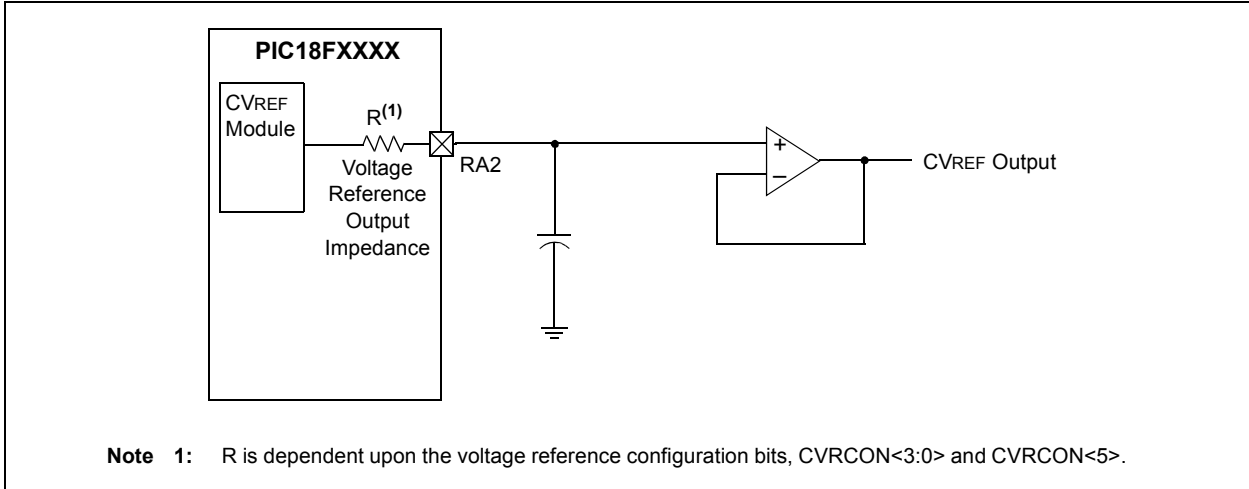 PIC18FXXXX
CVREF
Module
R(1)
Voltage
Reference
Output
Impedance
RA2
+
–
CVREF Output
Note 1: R is dependent upon the voltage reference configuration bits, CVRCON<3:0> and CVRCON<5>.